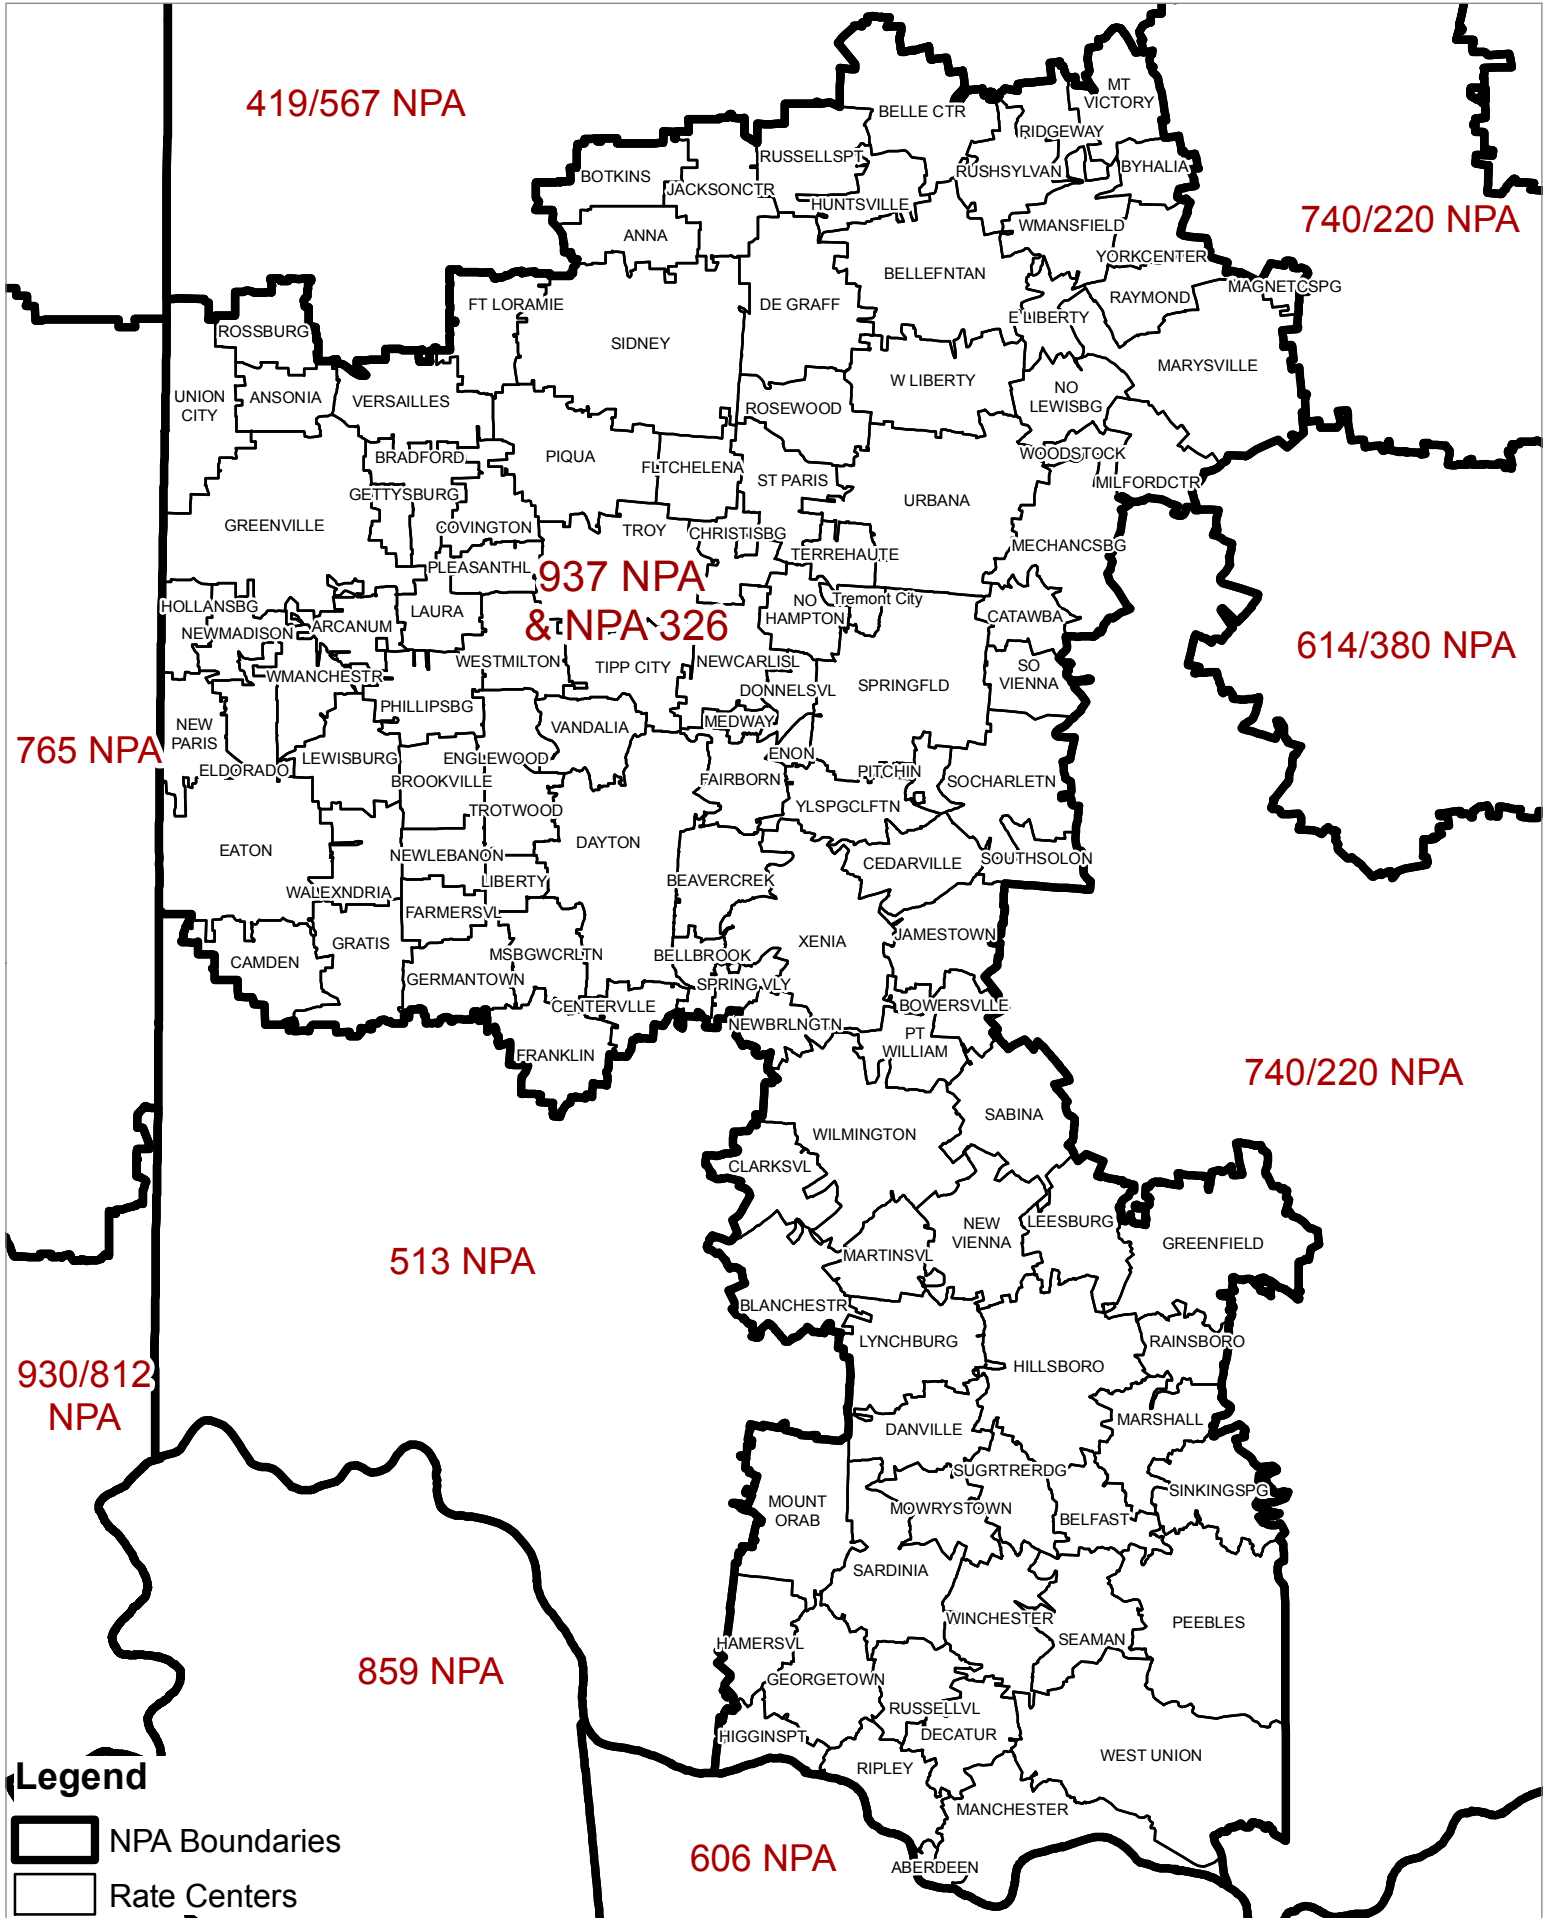 419/567 NPA
MT
VICTORY
BELLE CTR
RIDGEWAY
RUSSELLSPT
RUSHSYLVAN
BYHALIA
BOTKINS
JACKSONCTR
HUNTSVILLE
740/220 NPA
ANNA
WMANSFIELD
YORKCENTER
BELLEFNTAN
MAGNETCSPG
FT LORAMIE
DE GRAFF
RAYMOND
E LIBERTY
ROSSBURG
SIDNEY
MARYSVILLE
W LIBERTY
UNION
CITY
ANSONIA
VERSAILLES
NO
LEWISBG
ROSEWOOD
BRADFORD
PIQUA
WOODSTOCK
FLTCHELENA
ST PARIS
MILFORDCTR
GETTYSBURG
URBANA
GREENVILLE
COVINGTON
TROY
CHRISTISBG
MECHANCSBG
TERREHAUTE
PLEASANTHL
937 NPA
& NPA 326
HOLLANSBG
LAURA
NO
HAMPTON
Tremont City
CATAWBA
NEWMADISON
ARCANUM
614/380 NPA
WMANCHESTR
WESTMILTON
TIPP CITY
NEWCARLISL
SO
VIENNA
DONNELSVL
SPRINGFLD
PHILLIPSBG
NEW
PARIS
VANDALIA
MEDWAY
765 NPA
LEWISBURG
ENGLEWOOD
ENON
ELDORADO
BROOKVILLE
FAIRBORN
PITCHIN
SOCHARLETN
TROTWOOD
YLSPGCLFTN
EATON
DAYTON
NEWLEBANON
CEDARVILLE
SOUTHSOLON
WALEXNDRIA
LIBERTY
BEAVERCREK
FARMERSVL
GRATIS
XENIA
JAMESTOWN
CAMDEN
MSBGWCRLTN
BELLBROOK
GERMANTOWN
SPRING VLY
CENTERVLLE
BOWERSVLLE
NEWBRLNGTN
PT
WILLIAM
FRANKLIN
740/220 NPA
SABINA
WILMINGTON
CLARKSVL
NEW
VIENNA
LEESBURG
GREENFIELD
513 NPA
MARTINSVL
BLANCHESTR
LYNCHBURG
RAINSBORO
HILLSBORO
930/812
NPA
DANVILLE
MARSHALL
SUGRTRERDG
MOUNT
ORAB
MOWRYSTOWN
SINKINGSPG
BELFAST
SARDINIA
WINCHESTER
PEEBLES
HAMERSVL
SEAMAN
859 NPA
GEORGETOWN
RUSSELLVL
HIGGINSPT
DECATUR
WEST UNION
RIPLEY
MANCHESTER
Legend
NPA Boundaries
606 NPA
ABERDEEN
Rate Centers